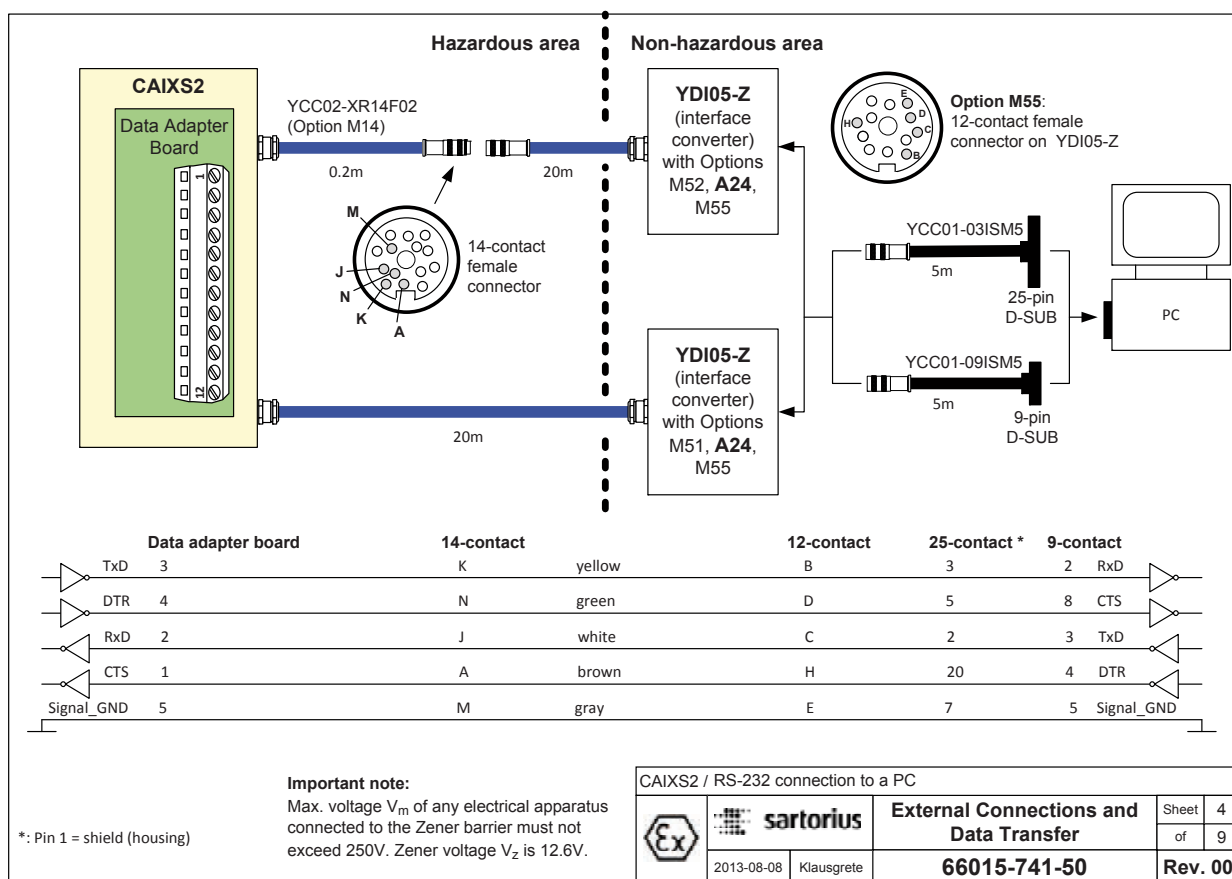 Hazardous area
Non-hazardous area
CAIXS2
Data Adapter
Board
1
12
YCC02-XR14F02
(Option M14)
0.2m
20m
M
J
N
K
A
14-contact
female
connector
20m
YDI05-Z
(interface
converter)
with Options
M52, A24,
M55
YDI05-Z
(interface
converter)
with Options
M51, A24,
M55
E
D
H
C
B
Option M55:
12-contact female
connector on YDI05-Z
YCC01-03ISM5
5m
25-pin
D-SUB
YCC01-09ISM5
5m
9-pin
D-SUB
PC
Data adapter board 14-contact 12-contact 25-contact * 9-contact
TxD 3 K yellow B 3 2 RxD
DTR 4 N green D 5 8 CTS
RxD 2 J white C 2 3 TxD
CTS 1 A brown H 20 4 DTR
Signal_GND 5 M gray E 7 5 Signal_GND
*: Pin 1 = shield (housing)
Important note:
Max. voltage Vm of any electrical apparatus
connected to the Zener barrier must not
exceed 250V. Zener voltage Vz is 12.6V.
CAIXS2 / RS-232 connection to a PC
Ex
sartorius
2013-08-08 Klausgrete
External Connections and
Data Transfer
66015-741-50
Sheet 4
of 9
Rev. 00